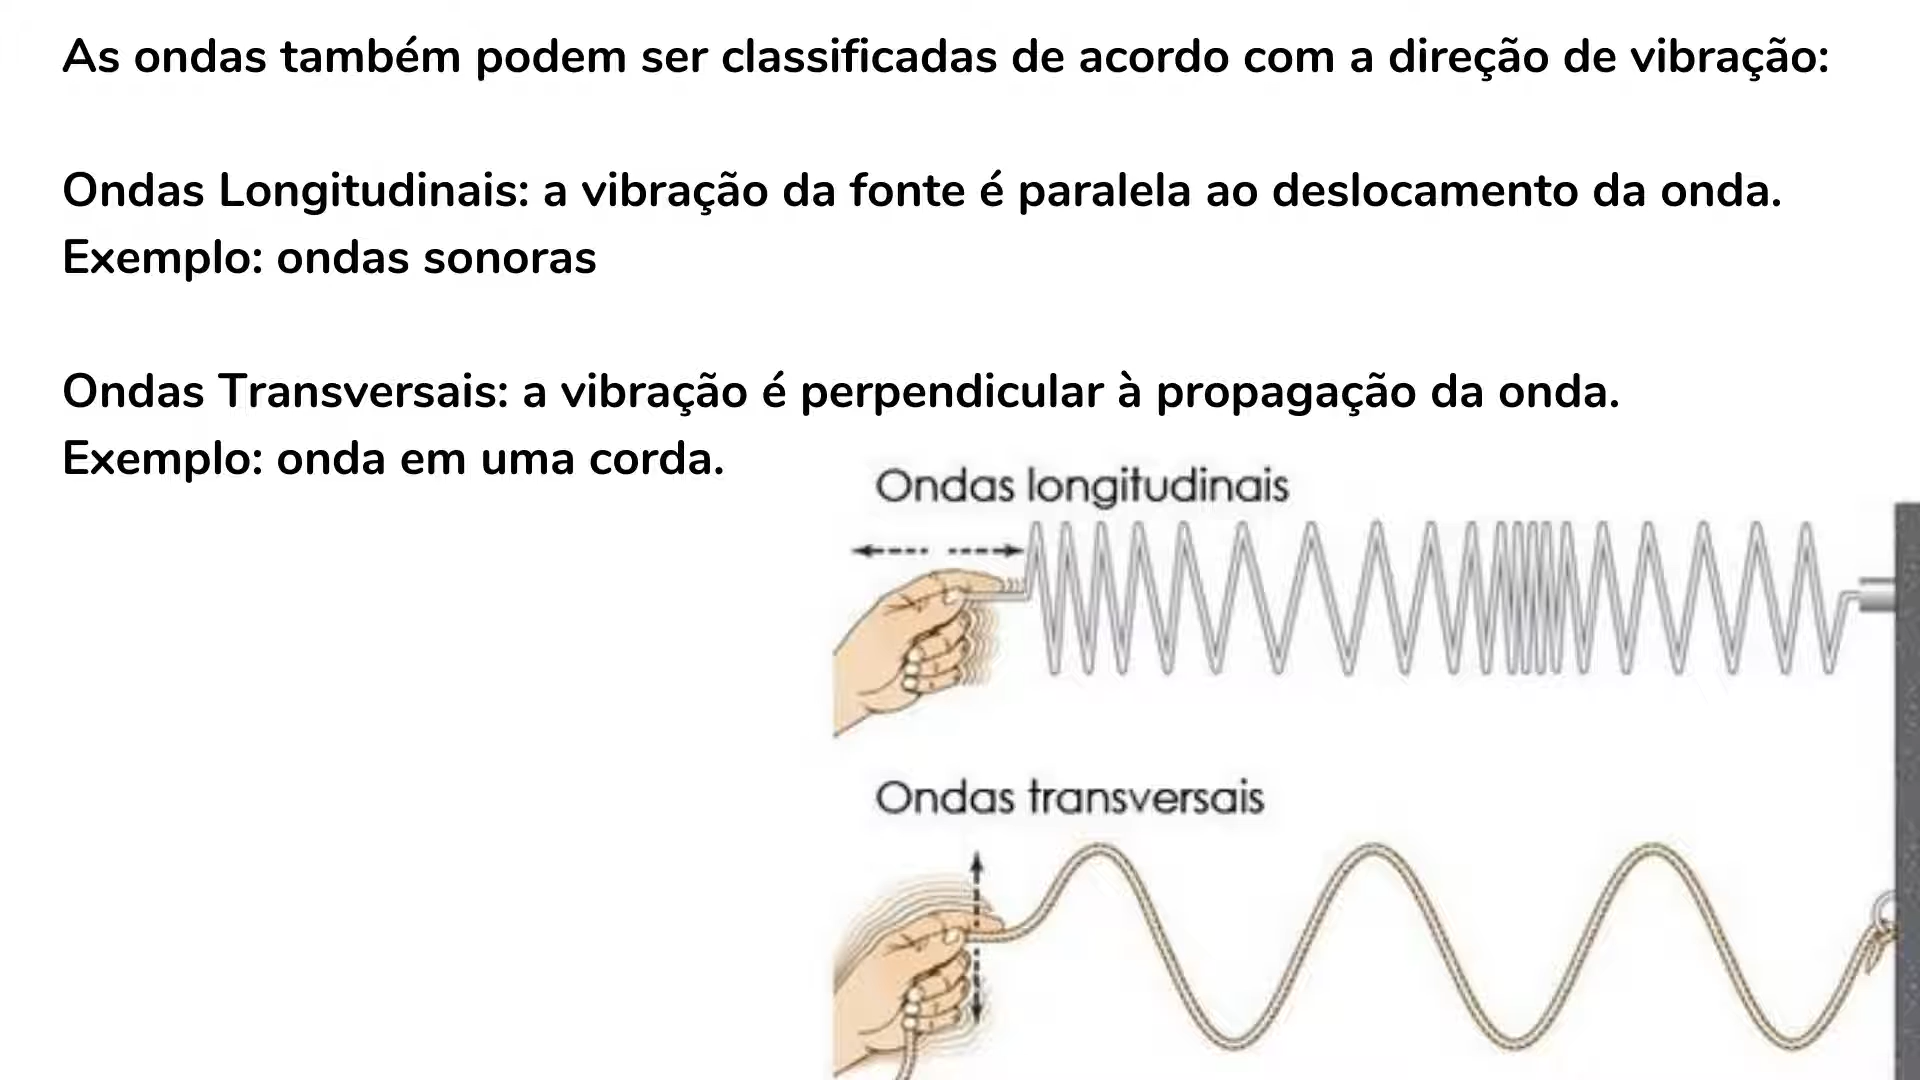 As ondas também podem ser classificadas de acordo com a direção de vibração:
Ondas Longitudinais: a vibração da fonte é paralela ao deslocamento da onda.
Exemplo: ondas sonoras
Ondas Transversais: a vibração é perpendicular à propagação da onda.
Exemplo: onda em uma corda.
Ondas longitudinais
Ondas transversais